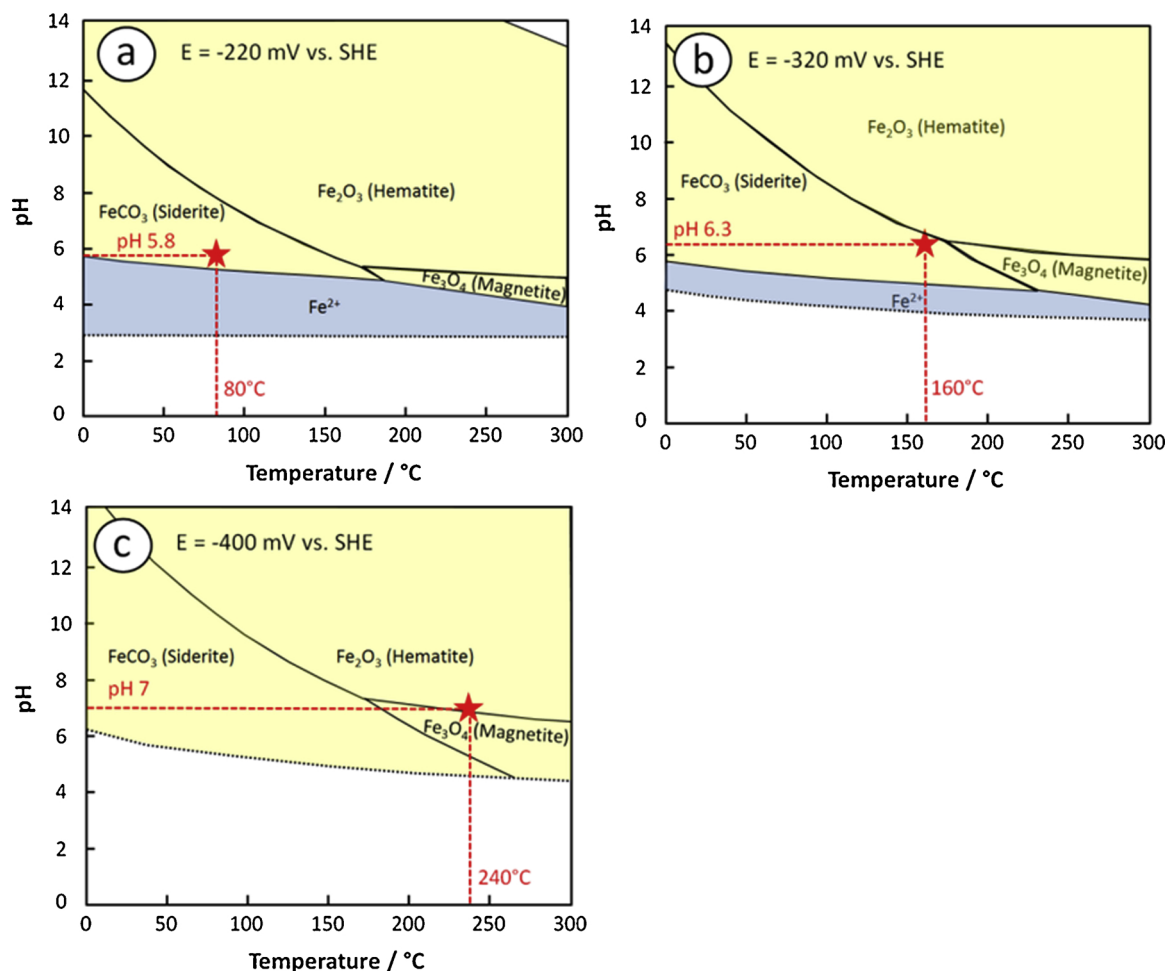 a
E = -220 mV vs. SHE
14
12
10
8
6
4
2
0
pH
Fe₂O₃ (Hematite)
FeCO₃ (Siderite)
pH 5.8
Fe₃O₄ (Magnetite)
Fe²⁺
80°C
0 50 100 150 200 250 300
Temperature / °C
b
E = -320 mV vs. SHE
14
12
10
8
6
4
2
0
pH
Fe₂O₃ (Hematite)
FeCO₃ (Siderite)
pH 6.3
Fe₃O₄ (Magnetite)
Fe²⁺
160°C
0 50 100 150 200 250 300
Temperature / °C
c
E = -400 mV vs. SHE
14
12
10
8
6
4
2
0
pH
FeCO₃ (Siderite)
Fe₂O₃ (Hematite)
pH 7
Fe₃O₄ (Magnetite)
240°C
0 50 100 150 200 250 300
Temperature / °C